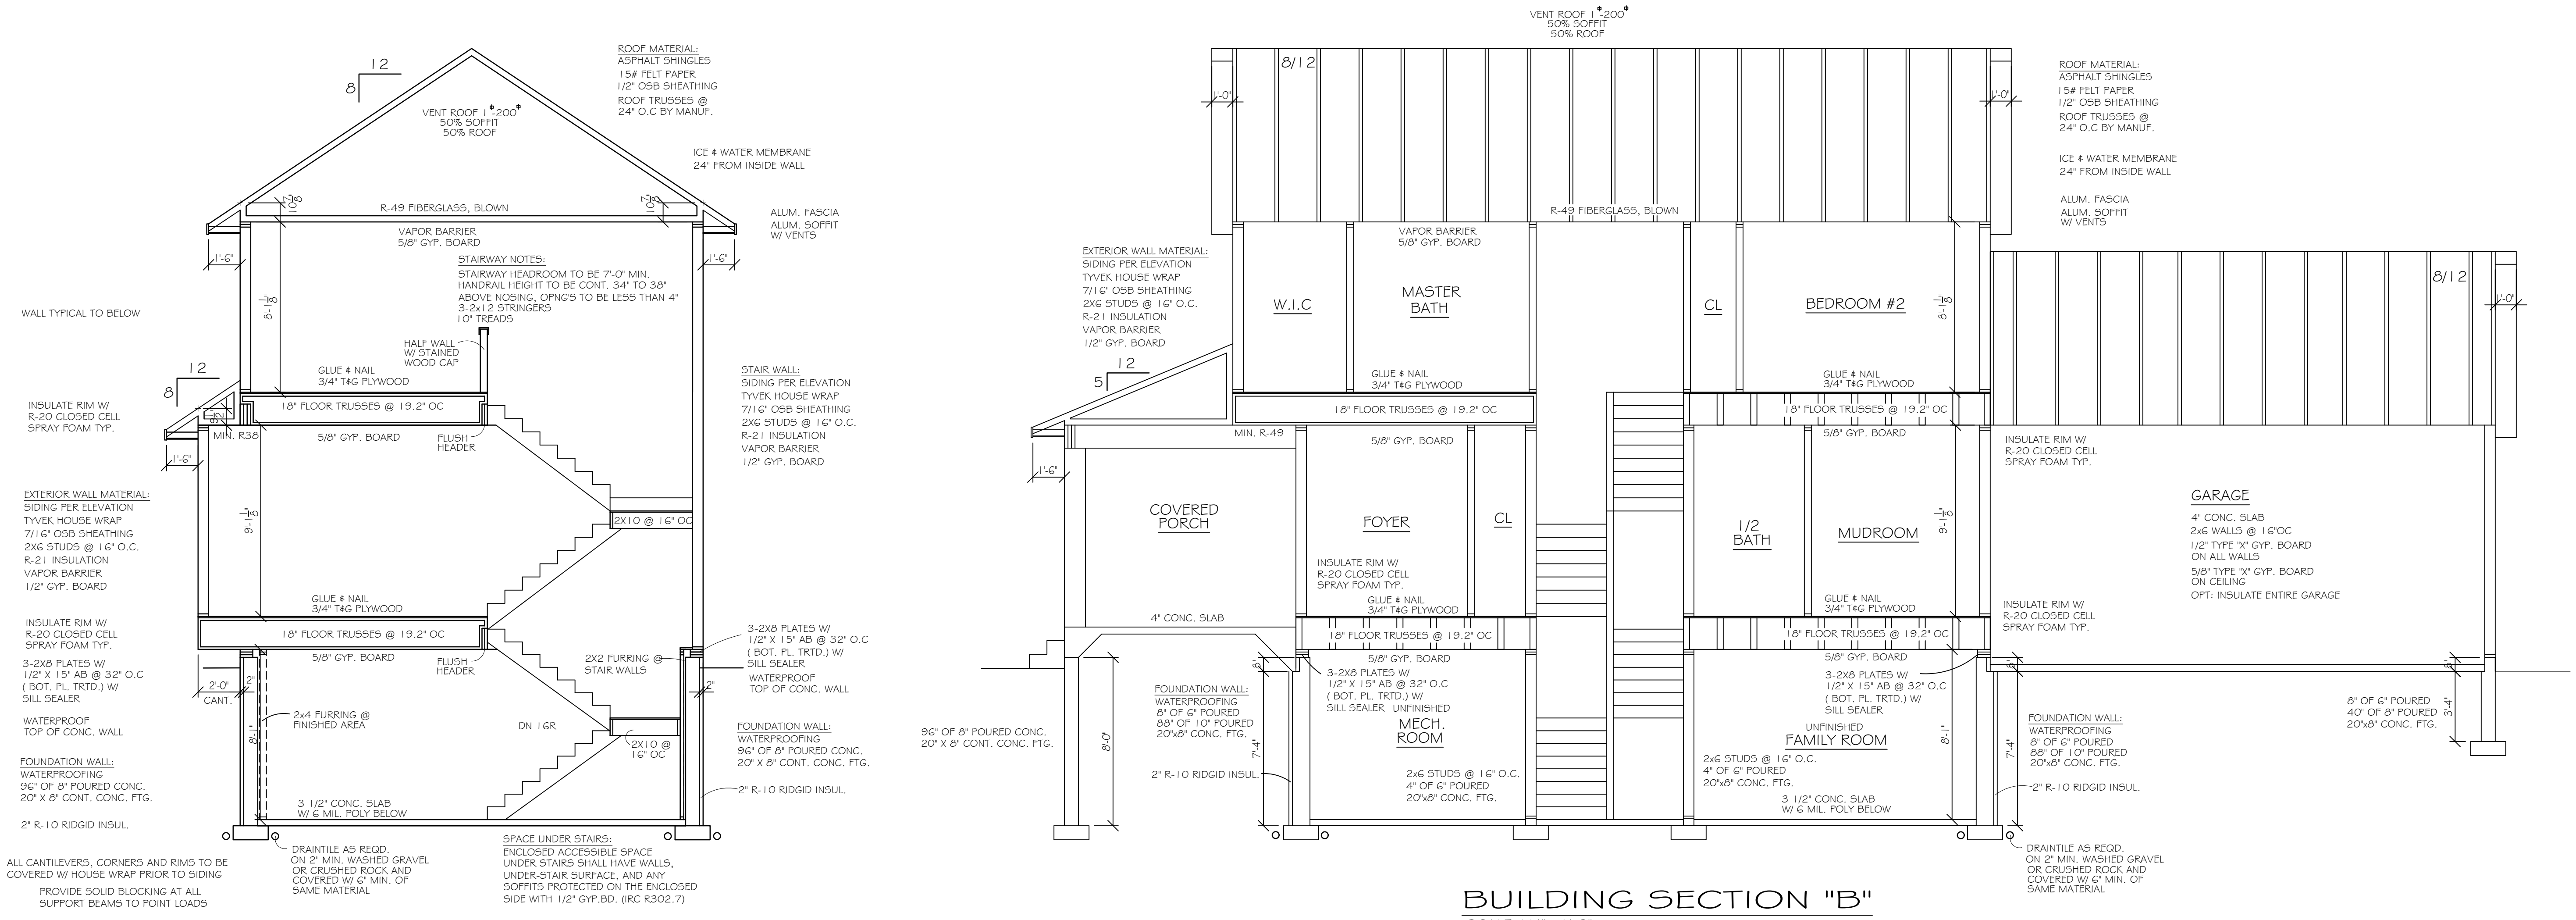 ROOF MATERIAL:
ASPHALT SHINGLES
15# FELT PAPER
1/2" OSB SHEATHING
ROOF TRUSSES @
24" O.C BY MANUF.
12
8
VENT ROOF 1⌖-200⌖
50% SOFFIT
50% ROOF
ICE & WATER MEMBRANE
24" FROM INSIDE WALL
10 7/8"
R-49 FIBERGLASS, BLOWN
10 7/8"
ALUM. FASCIA
ALUM. SOFFIT
W/ VENTS
VAPOR BARRIER
5/8" GYP. BOARD
1'-6"
1'-6"
STAIRWAY NOTES:
STAIRWAY HEADROOM TO BE 7'-0" MIN.
HANDRAIL HEIGHT TO BE CONT. 34" TO 38"
ABOVE NOSING, OPNG'S TO BE LESS THAN 4"
3-2x12 STRINGERS
10" TREADS
8'-1 1/8"
WALL TYPICAL TO BELOW
HALF WALL
W/ STAINED
WOOD CAP
12
8
GLUE & NAIL
3/4" T&G PLYWOOD
STAIR WALL:
SIDING PER ELEVATION
TYVEK HOUSE WRAP
7/16" OSB SHEATHING
2X6 STUDS @ 16" O.C.
R-21 INSULATION
VAPOR BARRIER
1/2" GYP. BOARD
INSULATE RIM W/
R-20 CLOSED CELL
SPRAY FOAM TYP.
18" FLOOR TRUSSES @ 19.2" OC
MIN. R38
5/8" GYP. BOARD
FLUSH
HEADER
1'-6"
EXTERIOR WALL MATERIAL:
SIDING PER ELEVATION
TYVEK HOUSE WRAP
7/16" OSB SHEATHING
2X6 STUDS @ 16" O.C.
R-21 INSULATION
VAPOR BARRIER
1/2" GYP. BOARD
9'-1 1/8"
2X10 @ 16" OC
GLUE & NAIL
3/4" T&G PLYWOOD
INSULATE RIM W/
R-20 CLOSED CELL
SPRAY FOAM TYP.
18" FLOOR TRUSSES @ 19.2" OC
5/8" GYP. BOARD
FLUSH
HEADER
2X2 FURRING @
STAIR WALLS
3-2X8 PLATES W/
1/2" X 15" AB @ 32" O.C
( BOT. PL. TRTD.) W/
SILL SEALER
WATERPROOF
TOP OF CONC. WALL
3-2X8 PLATES W/
1/2" X 15" AB @ 32" O.C
( BOT. PL. TRTD.) W/
SILL SEALER
2'-0"
CANT.
2"
2"
2x4 FURRING @
FINISHED AREA
DN 16R
WATERPROOF
TOP OF CONC. WALL
8'-1"
2X10 @
16" OC
FOUNDATION WALL:
WATERPROOFING
96" OF 8" POURED CONC.
20" X 8" CONT. CONC. FTG.
FOUNDATION WALL:
WATERPROOFING
96" OF 8" POURED CONC.
20" X 8" CONT. CONC. FTG.
2" R-10 RIDGID INSUL.
2" R-10 RIDGID INSUL.
3 1/2" CONC. SLAB
W/ 6 MIL. POLY BELOW
DRAINTILE AS REQD.
ON 2" MIN. WASHED GRAVEL
OR CRUSHED ROCK AND
COVERED W/ 6" MIN. OF
SAME MATERIAL
SPACE UNDER STAIRS:
ENCLOSED ACCESSIBLE SPACE
UNDER STAIRS SHALL HAVE WALLS,
UNDER-STAIR SURFACE, AND ANY
SOFFITS PROTECTED ON THE ENCLOSED
SIDE WITH 1/2" GYP.BD. (IRC R302.7)
ALL CANTILEVERS, CORNERS AND RIMS TO BE
COVERED W/ HOUSE WRAP PRIOR TO SIDING
PROVIDE SOLID BLOCKING AT ALL
SUPPORT BEAMS TO POINT LOADS
VENT ROOF 1⌖-200⌖
50% SOFFIT
50% ROOF
8/12
1'-0"
1'-0"
ROOF MATERIAL:
ASPHALT SHINGLES
15# FELT PAPER
1/2" OSB SHEATHING
ROOF TRUSSES @
24" O.C BY MANUF.
ICE & WATER MEMBRANE
24" FROM INSIDE WALL
ALUM. FASCIA
ALUM. SOFFIT
W/ VENTS
R-49 FIBERGLASS, BLOWN
VAPOR BARRIER
5/8" GYP. BOARD
EXTERIOR WALL MATERIAL:
SIDING PER ELEVATION
TYVEK HOUSE WRAP
7/16" OSB SHEATHING
2X6 STUDS @ 16" O.C.
R-21 INSULATION
VAPOR BARRIER
1/2" GYP. BOARD
W.I.C
MASTER
BATH
CL
BEDROOM #2
8'-1 1/8"
8/12
1'-0"
12
5
GLUE & NAIL
3/4" T&G PLYWOOD
GLUE & NAIL
3/4" T&G PLYWOOD
18" FLOOR TRUSSES @ 19.2" OC
18" FLOOR TRUSSES @ 19.2" OC
MIN. R-49
5/8" GYP. BOARD
5/8" GYP. BOARD
1'-6"
INSULATE RIM W/
R-20 CLOSED CELL
SPRAY FOAM TYP.
COVERED
PORCH
FOYER
CL
1/2
BATH
MUDROOM
9'-1 1/8"
GARAGE
4" CONC. SLAB
2x6 WALLS @ 16"OC
1/2" TYPE "X" GYP. BOARD
ON ALL WALLS
5/8" TYPE "X" GYP. BOARD
ON CEILING
OPT: INSULATE ENTIRE GARAGE
INSULATE RIM W/
R-20 CLOSED CELL
SPRAY FOAM TYP.
GLUE & NAIL
3/4" T&G PLYWOOD
GLUE & NAIL
3/4" T&G PLYWOOD
INSULATE RIM W/
R-20 CLOSED CELL
SPRAY FOAM TYP.
4" CONC. SLAB
18" FLOOR TRUSSES @ 19.2" OC
18" FLOOR TRUSSES @ 19.2" OC
5/8" GYP. BOARD
5/8" GYP. BOARD
8"
8"
8"
3-2X8 PLATES W/
1/2" X 15" AB @ 32" O.C
( BOT. PL. TRTD.) W/
SILL SEALER
UNFINISHED
MECH.
ROOM
3-2X8 PLATES W/
1/2" X 15" AB @ 32" O.C
( BOT. PL. TRTD.) W/
SILL SEALER
UNFINISHED
FAMILY ROOM
FOUNDATION WALL:
WATERPROOFING
8" OF 6" POURED
88" OF 10" POURED
20"x8" CONC. FTG.
96" OF 8" POURED CONC.
20" X 8" CONT. CONC. FTG.
8'-0"
7'-4"
2" R-10 RIDGID INSUL.
2x6 STUDS @ 16" O.C.
4" OF 6" POURED
20"x8" CONC. FTG.
2x6 STUDS @ 16" O.C.
4" OF 6" POURED
20"x8" CONC. FTG.
3 1/2" CONC. SLAB
W/ 6 MIL. POLY BELOW
8'-1"
7'-4"
FOUNDATION WALL:
WATERPROOFING
8" OF 6" POURED
88" OF 10" POURED
20"x8" CONC. FTG.
2" R-10 RIDGID INSUL.
8" OF 6" POURED
40" OF 8" POURED
20"x8" CONC. FTG.
3'-4"
DRAINTILE AS REQD.
ON 2" MIN. WASHED GRAVEL
OR CRUSHED ROCK AND
COVERED W/ 6" MIN. OF
SAME MATERIAL
BUILDING SECTION "B"